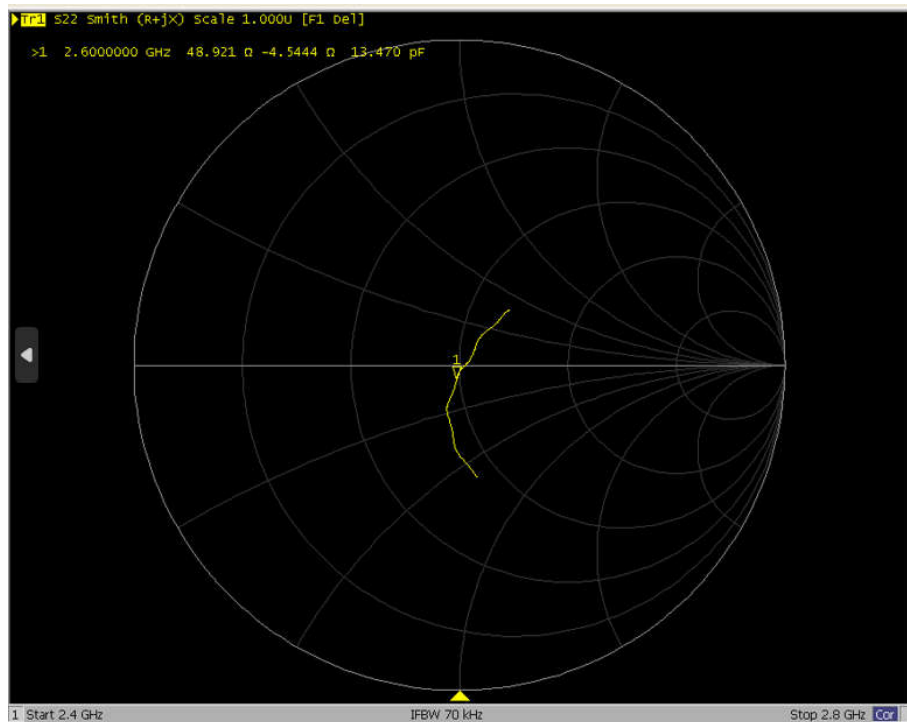 Tr1 S22 Smith (R+jX) Scale 1.000U [F1 Del]
>1 2.6000000 GHz 48.921 Ω -4.5444 Ω 13.470 pF
1
1 Start 2.4 GHz IFBW 70 kHz Stop 2.8 GHz Cor